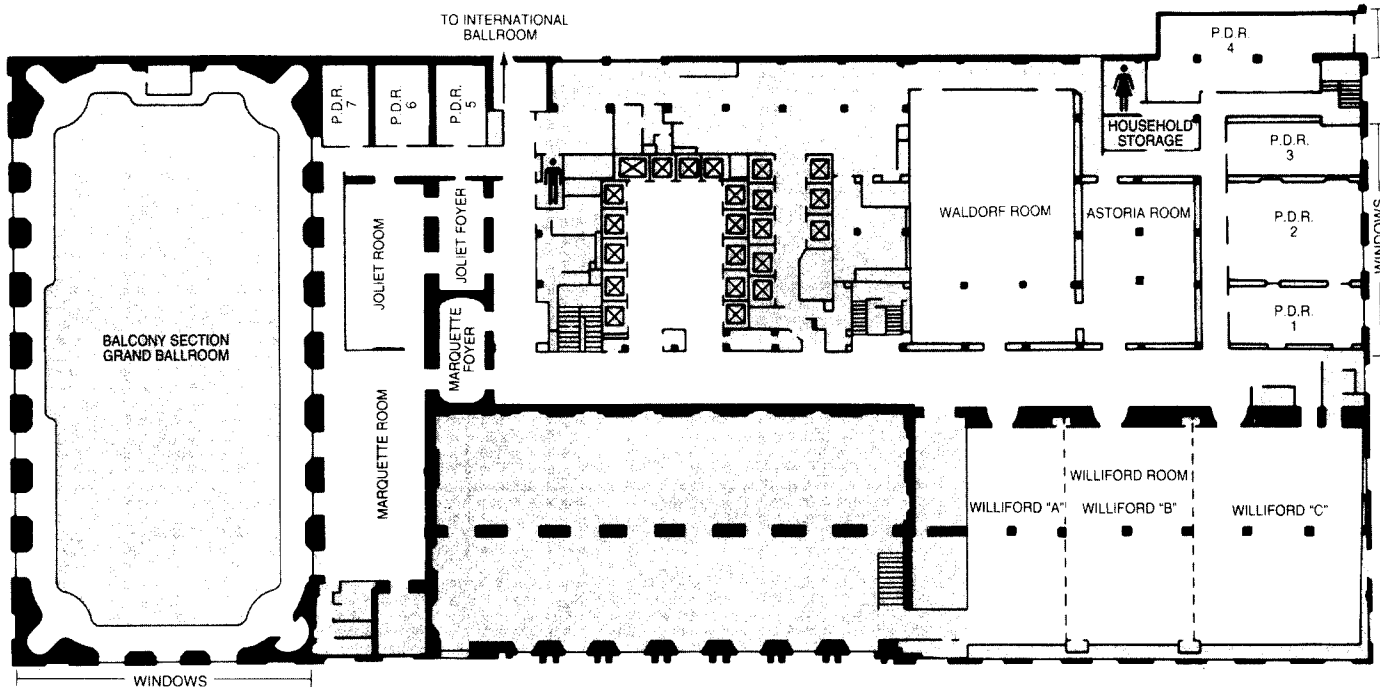 TO INTERNATIONAL
BALLROOM
P.D.R.
4
P.D.R.
7
P.D.R.
6
P.D.R.
5
HOUSEHOLD
STORAGE
P.D.R.
3
WALDORF ROOM
ASTORIA ROOM
P.D.R.
2
WINDOWS
JOLIET ROOM
JOLIET FOYER
P.D.R.
1
BALCONY SECTION
GRAND BALLROOM
MARQUETTE
FOYER
MARQUETTE ROOM
WILLIFORD ROOM
WILLIFORD "A"
WILLIFORD "B"
WILLIFORD "C"
WINDOWS